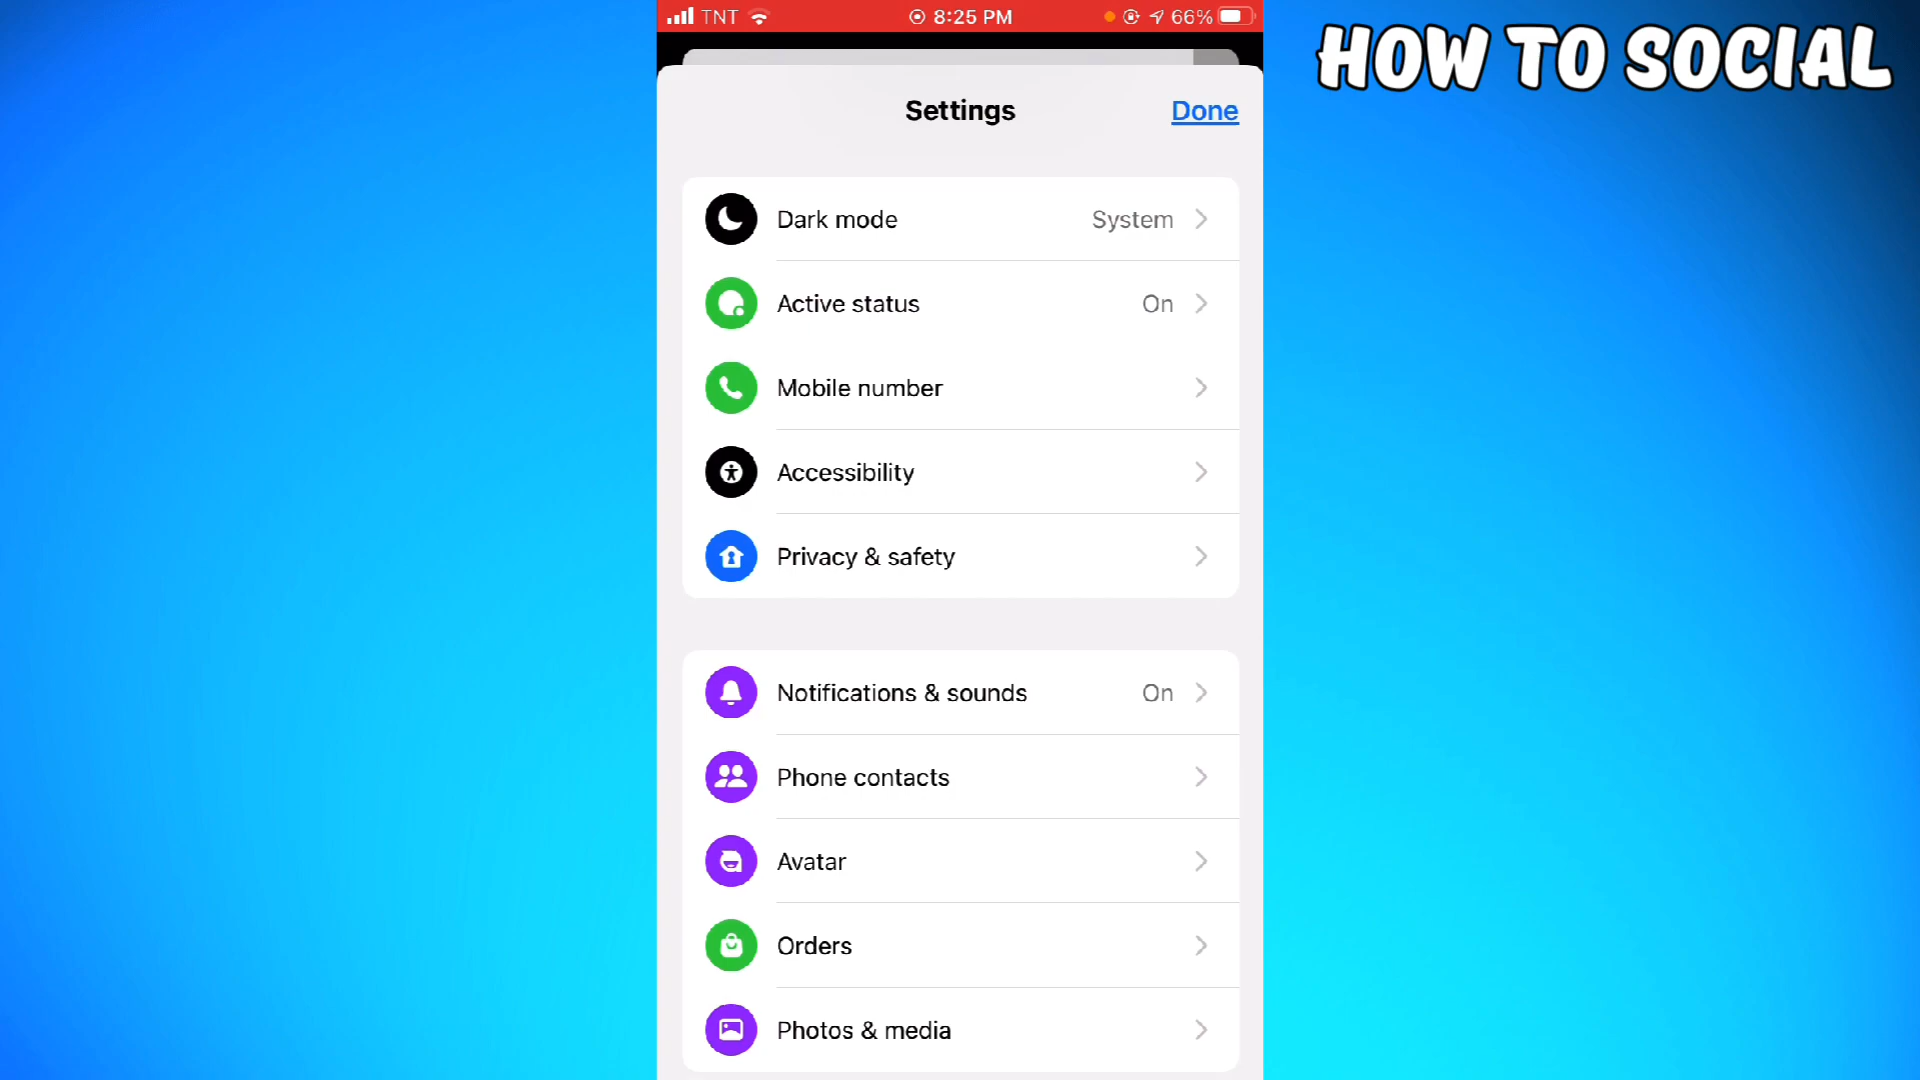 TNT 8:25 PM 66%
HOW TO SOCIAL
Settings Done
Dark mode System
Active status On
Mobile number
Accessibility
Privacy & safety
Notifications & sounds On
Phone contacts
Avatar
Orders
Photos & media